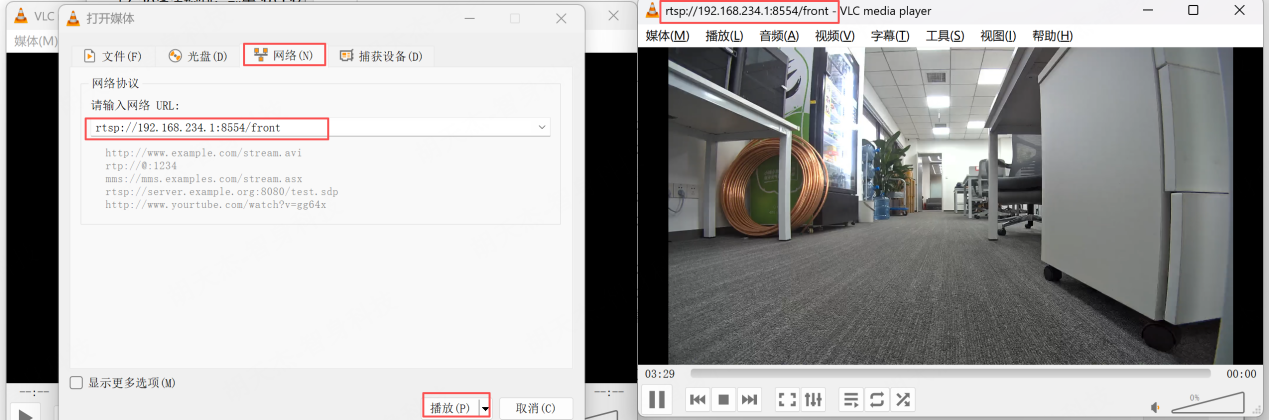 VLC
媒体(M)
打开媒体
文件(F)
光盘(D)
网络(N)
捕获设备(D)
网络协议
请输入网络 URL:
rtsp://192.168.234.1:8554/front
http://www.example.com/stream.avi
rtp://@:1234
mms://mms.examples.com/stream.asx
rtsp://server.example.org:8080/test.sdp
http://www.yourtube.com/watch?v=gg64x
显示更多选项(M)
播放(P)
取消(C)
--:--
--:--
rtsp://192.168.234.1:8554/front - VLC media player
媒体(M) 播放(L) 音频(A) 视频(V) 字幕(T) 工具(S) 视图(I) 帮助(H)
03:29
00:00
0%